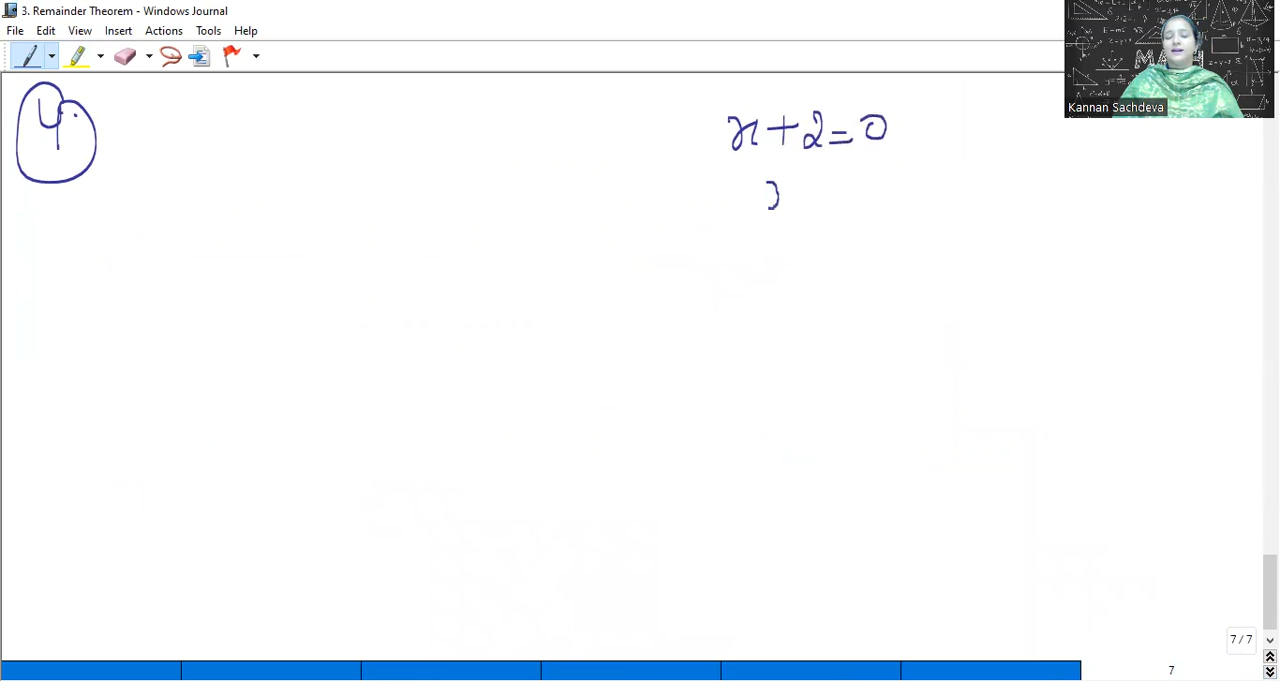 3. Remainder Theorem - Windows Journal
File Edit View Insert Actions Tools Help
4.
x + 2 = 0
Kannan Sachdeva
7 / 7
7